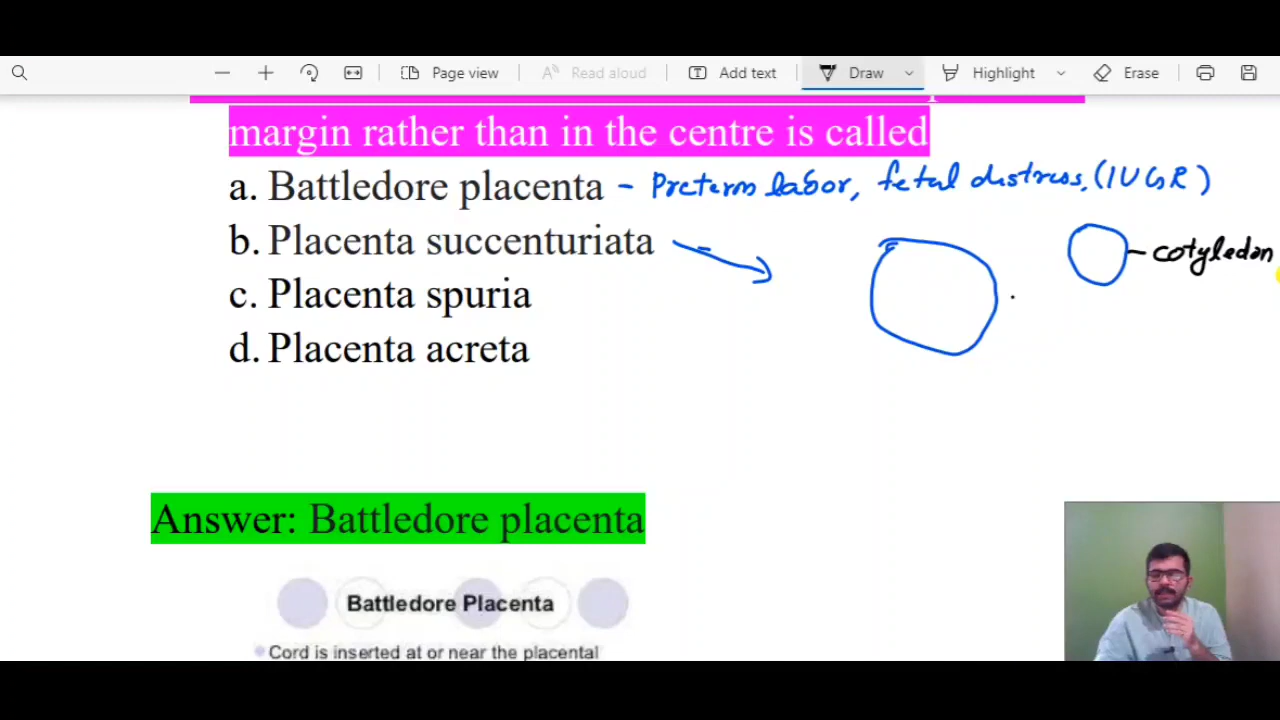 Page view
Read aloud
Add text
Draw
Highlight
Erase
margin rather than in the centre is called
a. Battledore placenta - Preterm labor, fetal distress, (IUGR)
b. Placenta succenturiata
cotyledon
c. Placenta spuria
d. Placenta acreta
Answer: Battledore placenta
Battledore Placenta
Cord is inserted at or near the placental